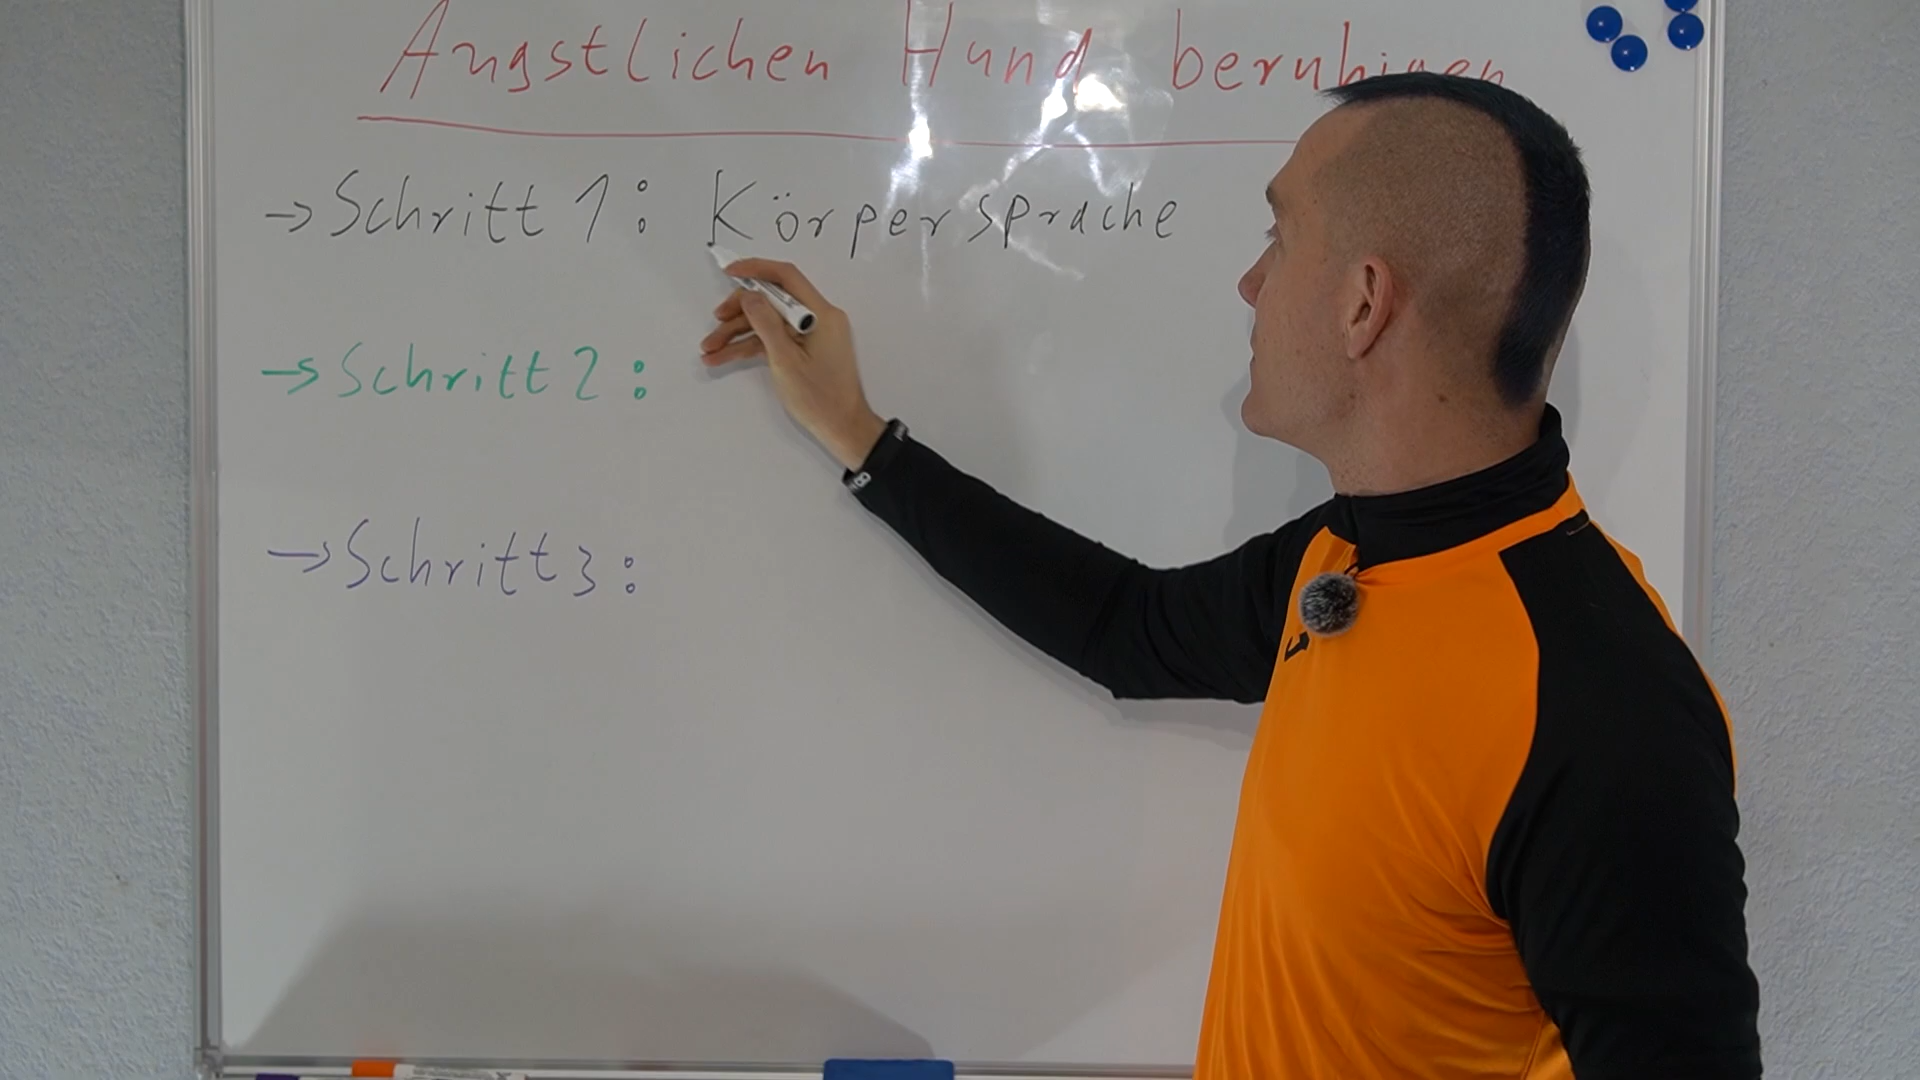 Ängstlichen Hund beruhigen
→ Schritt 1: Körpersprache
→ Schritt 2:
→ Schritt 3: